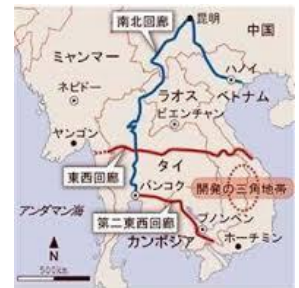 南北回廊
昆明
中国
ミャンマー
ハノイ
ネピドー
ラオス
ベトナム
ビエンチャン
ヤンゴン
タイ
東西回廊
バンコク
開発の三角地帯
アンダマン海
第二東西回廊
プノンペン
カンボジア
ホーチミン
N
500km